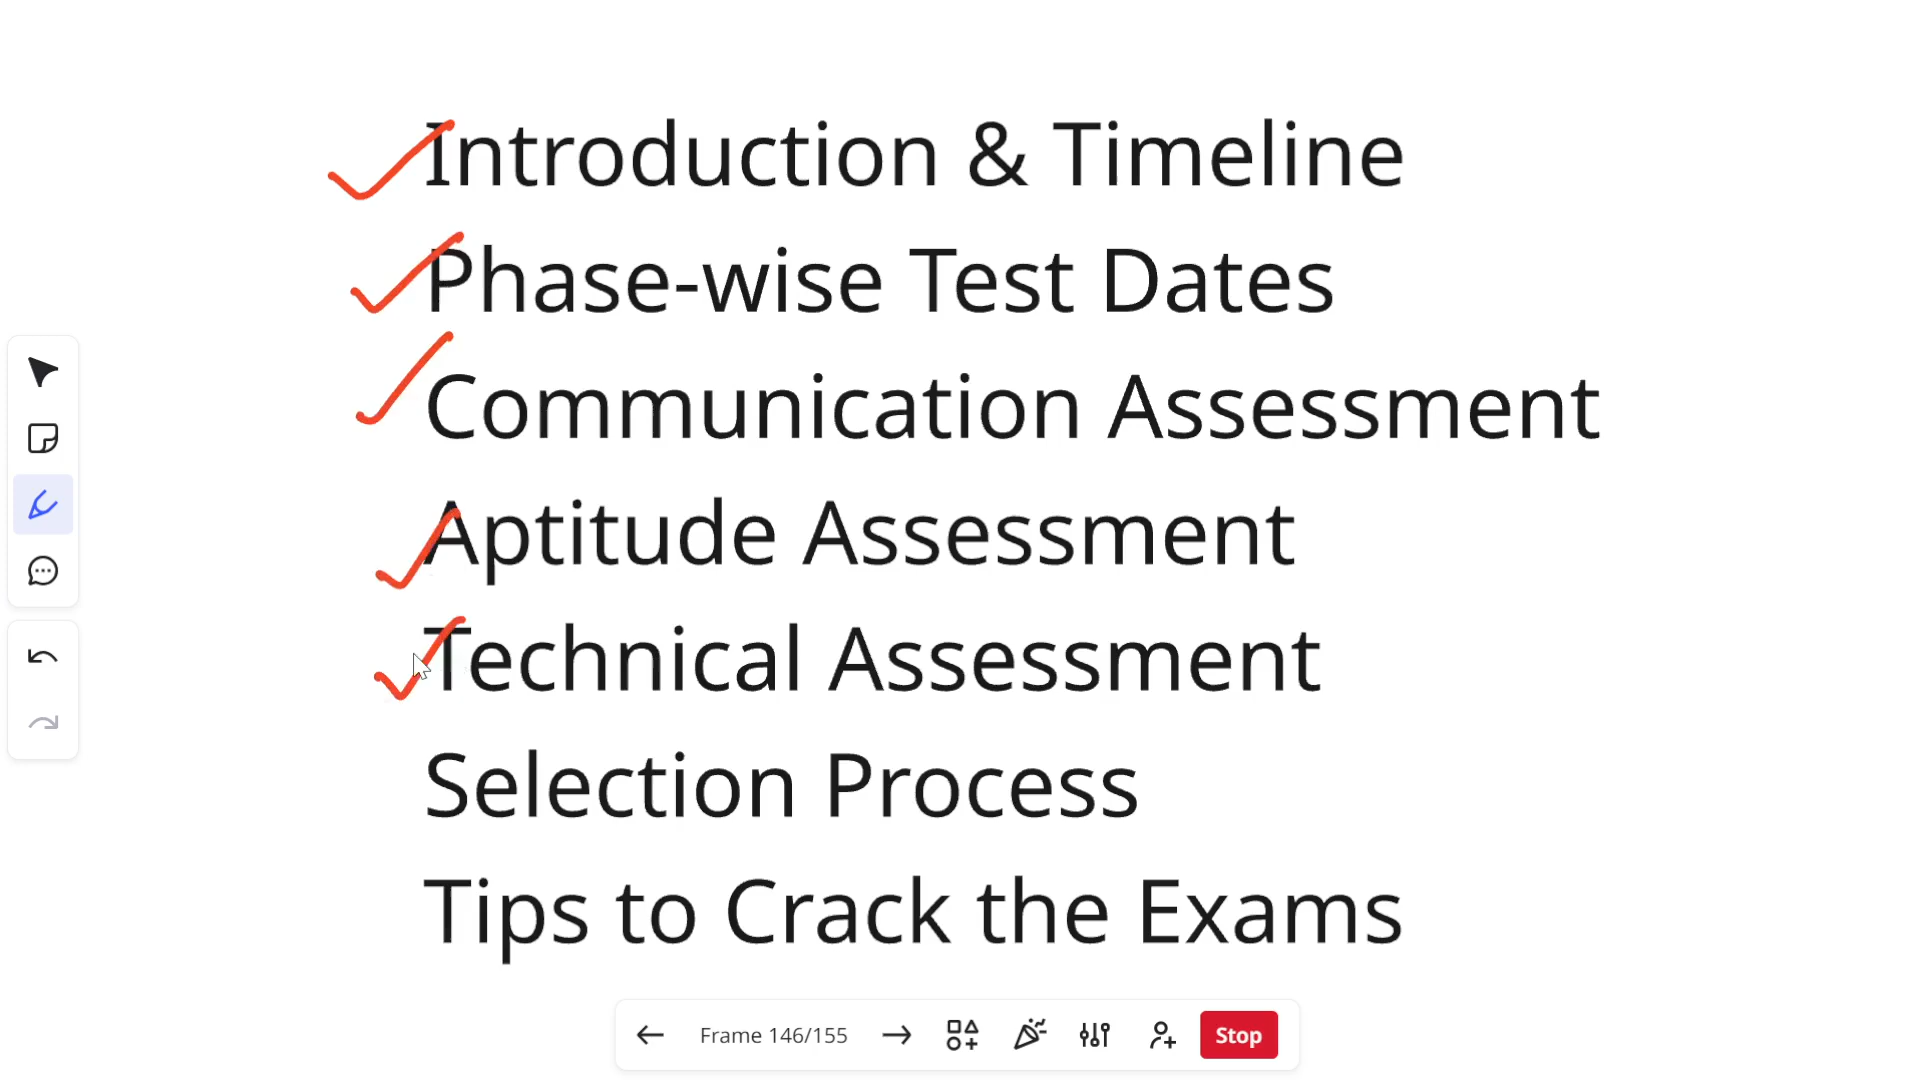 Introduction & Timeline
Phase-wise Test Dates
Communication Assessment
Aptitude Assessment
Technical Assessment
Selection Process
Tips to Crack the Exams
Frame 146/155
Stop